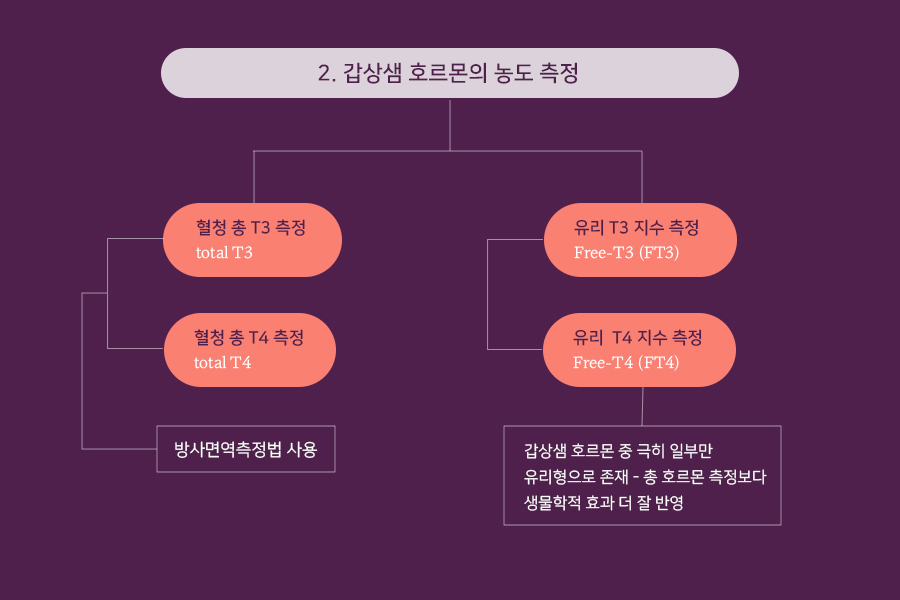 2. 갑상샘 호르몬의 농도 측정
혈청 총 T3 측정
total T3
유리 T3 지수 측정
Free-T3 (FT3)
혈청 총 T4 측정
total T4
유리 T4 지수 측정
Free-T4 (FT4)
방사면역측정법 사용
갑상샘 호르몬 중 극히 일부만
유리형으로 존재 - 총 호르몬 측정보다
생물학적 효과 더 잘 반영